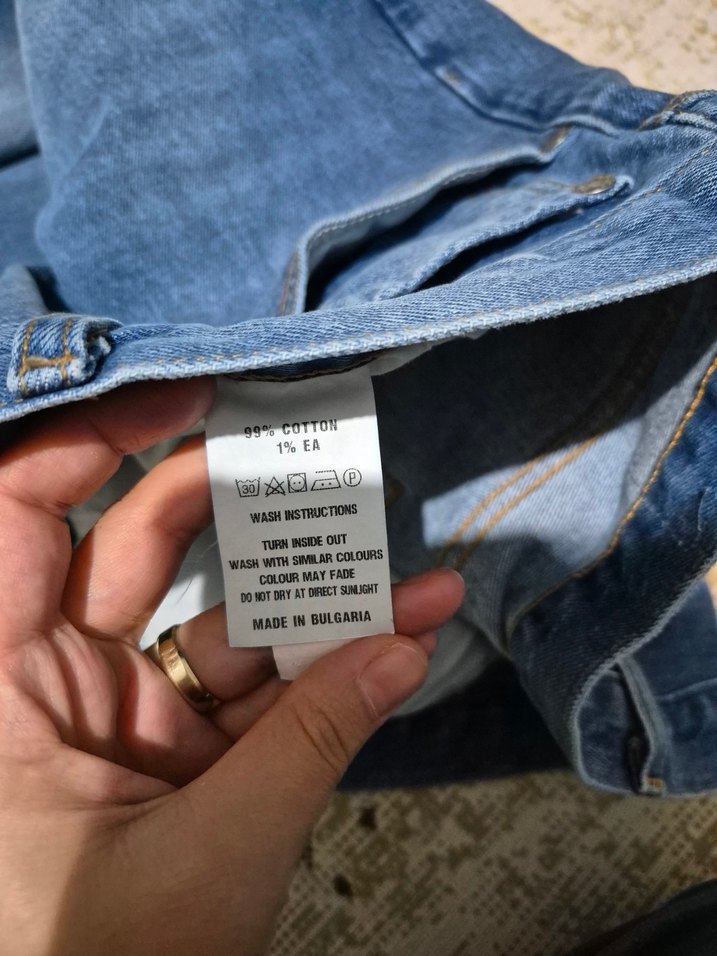 99% COTTON
1% EA
30 P
WASH INSTRUCTIONS
TURN INSIDE OUT
WASH WITH SIMILAR COLOURS
COLOUR MAY FADE
DO NOT DRY AT DIRECT SUNLIGHT
MADE IN BULGARIA